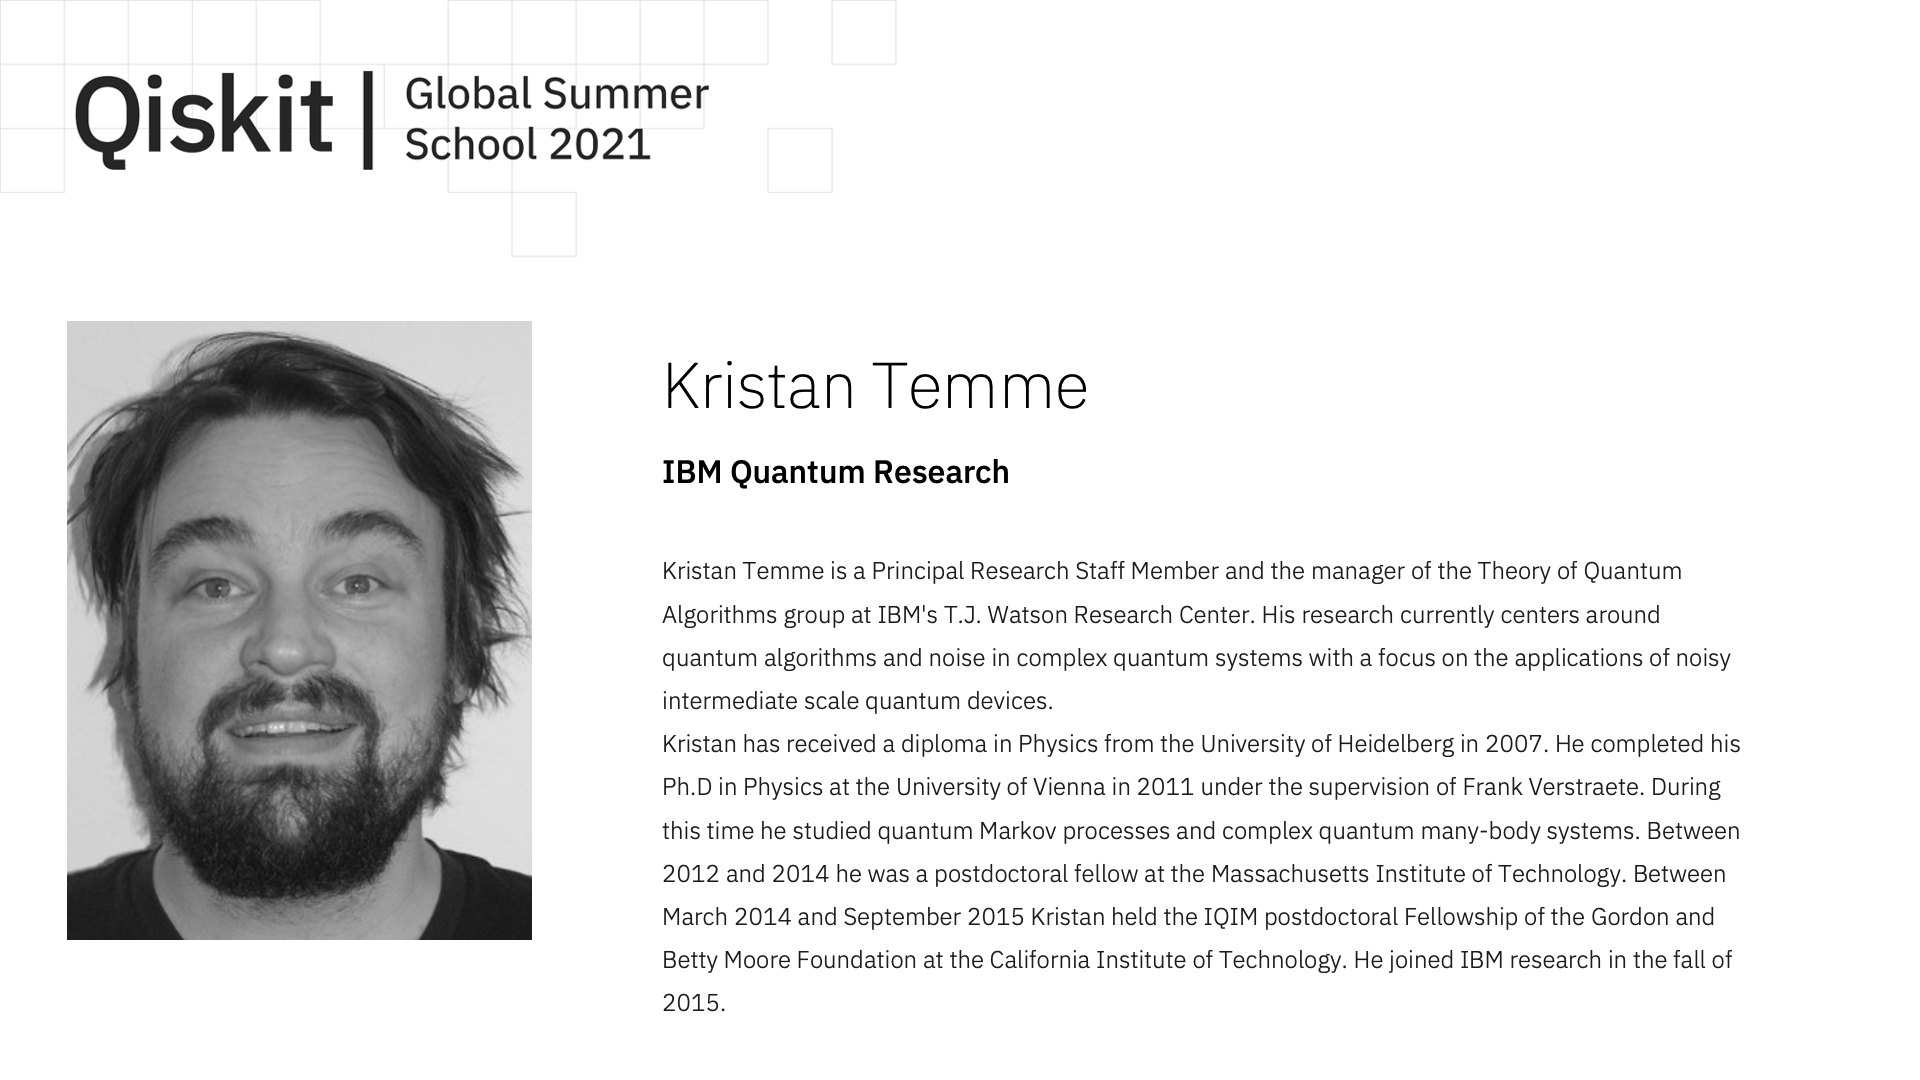 Qiskit
Global Summer
School 2021
Kristan Temme
IBM Quantum Research
Kristan Temme is a Principal Research Staff Member and the manager of the Theory of Quantum
Algorithms group at IBM's T.J. Watson Research Center. His research currently centers around
quantum algorithms and noise in complex quantum systems with a focus on the applications of noisy
intermediate scale quantum devices.
Kristan has received a diploma in Physics from the University of Heidelberg in 2007. He completed his
Ph.D in Physics at the University of Vienna in 2011 under the supervision of Frank Verstraete. During
this time he studied quantum Markov processes and complex quantum many-body systems. Between
2012 and 2014 he was a postdoctoral fellow at the Massachusetts Institute of Technology. Between
March 2014 and September 2015 Kristan held the IQIM postdoctoral Fellowship of the Gordon and
Betty Moore Foundation at the California Institute of Technology. He joined IBM research in the fall of
2015.